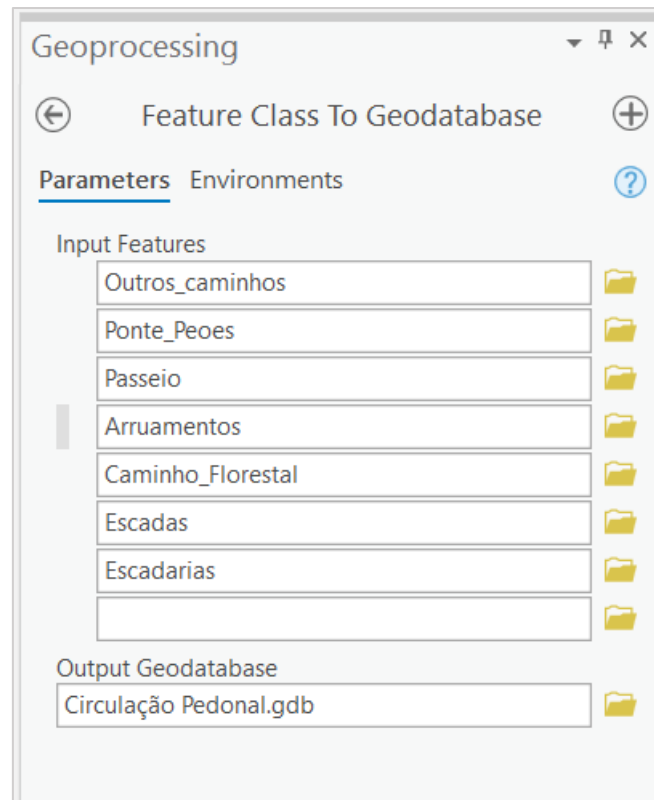 Geoprocessing
Feature Class To Geodatabase
Parameters Environments
Input Features
Outros_caminhos
Ponte_Peoes
Passeio
Arruamentos
Caminho_Florestal
Escadas
Escadarias
Output Geodatabase
Circulação Pedonal.gdb